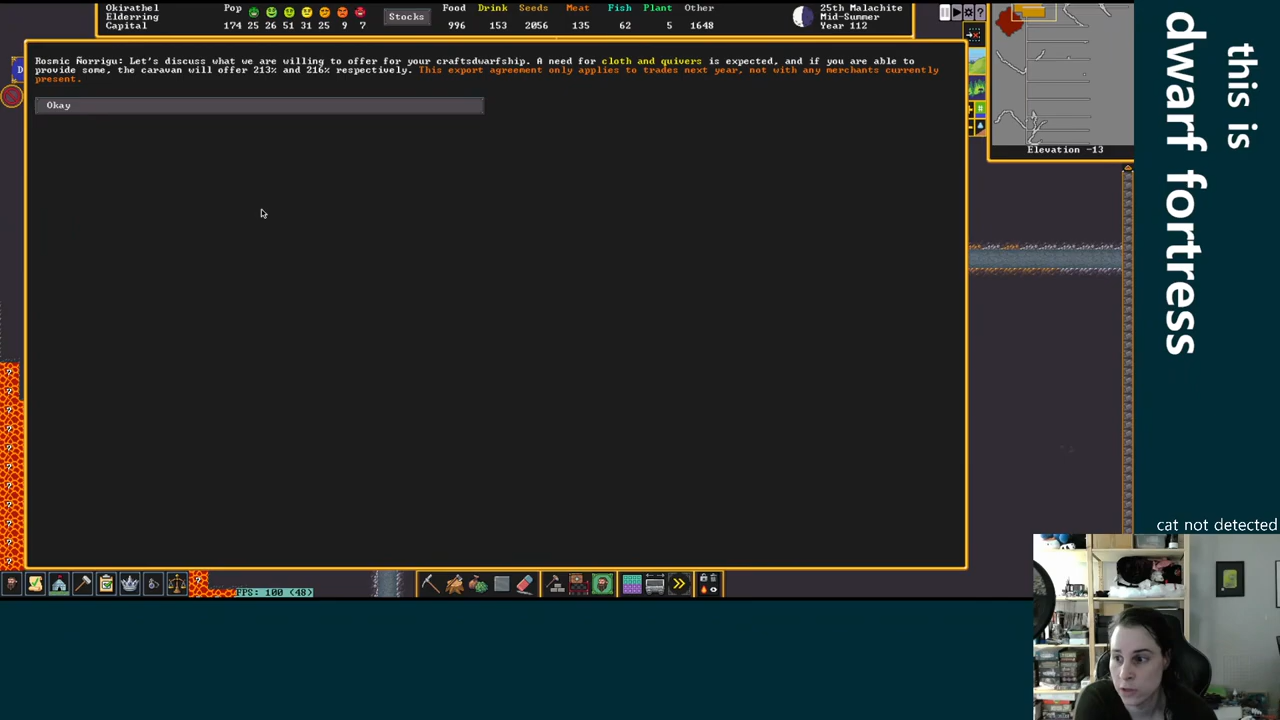 Okirathel
Elderring
Capital
Pop
174 25 26 51 31 25 9 7
Stocks
Food Drink Seeds Meat Fish Plant Other
996 153 2056 135 62 5 1648
25th Malachite
Mid-Summer
Year 112
Rosmic Ñorrigu: Let's discuss what we are willing to offer for your craftsdwarfship. A need for cloth and quivers is expected, and if you are able to
provide some, the caravan will offer 213% and 216% respectively. This export agreement only applies to trades next year, not with any merchants currently
present.
Okay
Elevation -13
this is
dwarf fortress
cat not detected
FPS: 100 (48)